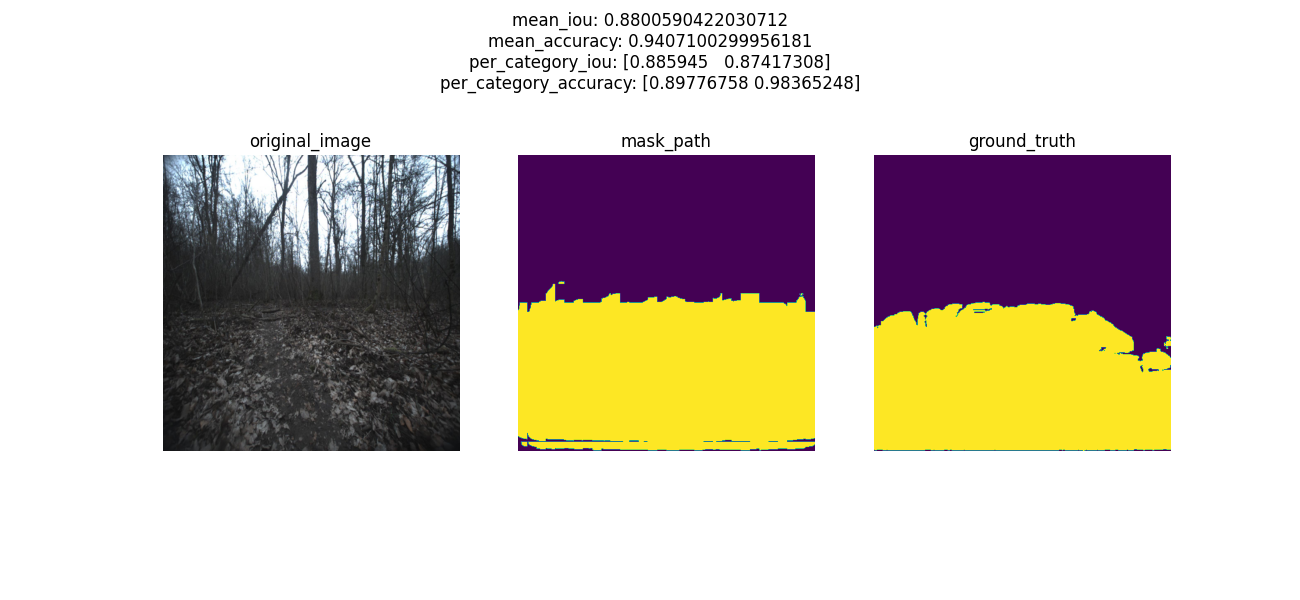 mean_iou: 0.8800590422030712
mean_accuracy: 0.9407100299956181
per_category_iou: [0.885945   0.87417308]
per_category_accuracy: [0.89776758 0.98365248]
original_image
mask_path
ground_truth